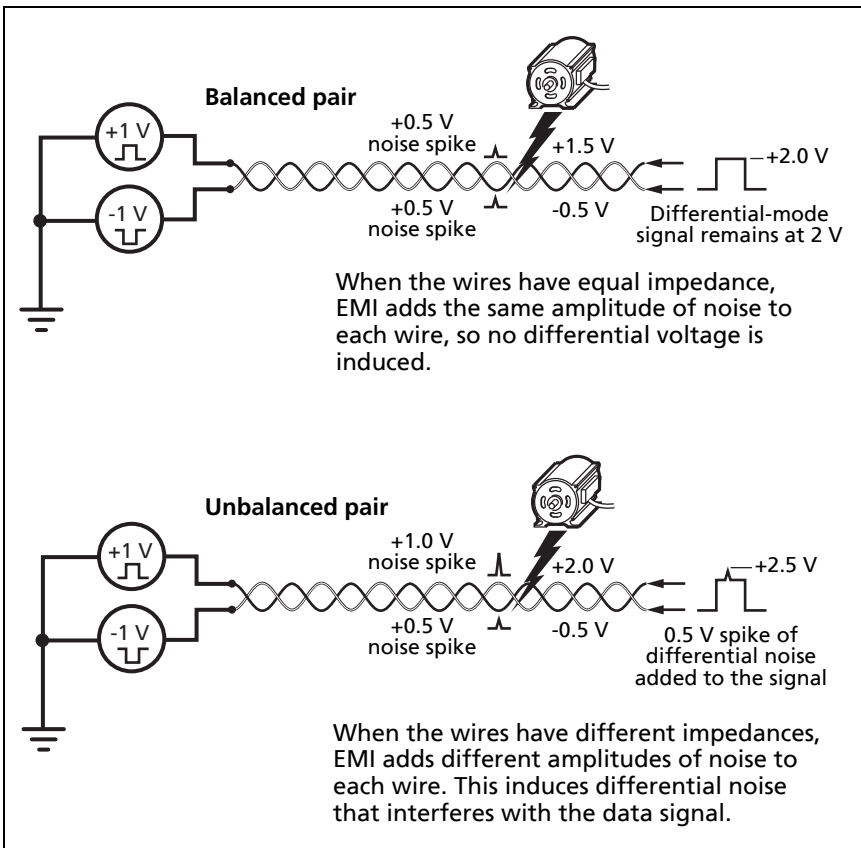 Balanced pair
+1 V
-1 V
+0.5 V
noise spike
+0.5 V
noise spike
+1.5 V
-0.5 V
+2.0 V
Differential-mode
signal remains at 2 V
When the wires have equal impedance,
EMI adds the same amplitude of noise to
each wire, so no differential voltage is
induced.
Unbalanced pair
+1 V
-1 V
+1.0 V
noise spike
+0.5 V
noise spike
+2.0 V
-0.5 V
+2.5 V
0.5 V spike of
differential noise
added to the signal
When the wires have different impedances,
EMI adds different amplitudes of noise to
each wire. This induces differential noise
that interferes with the data signal.